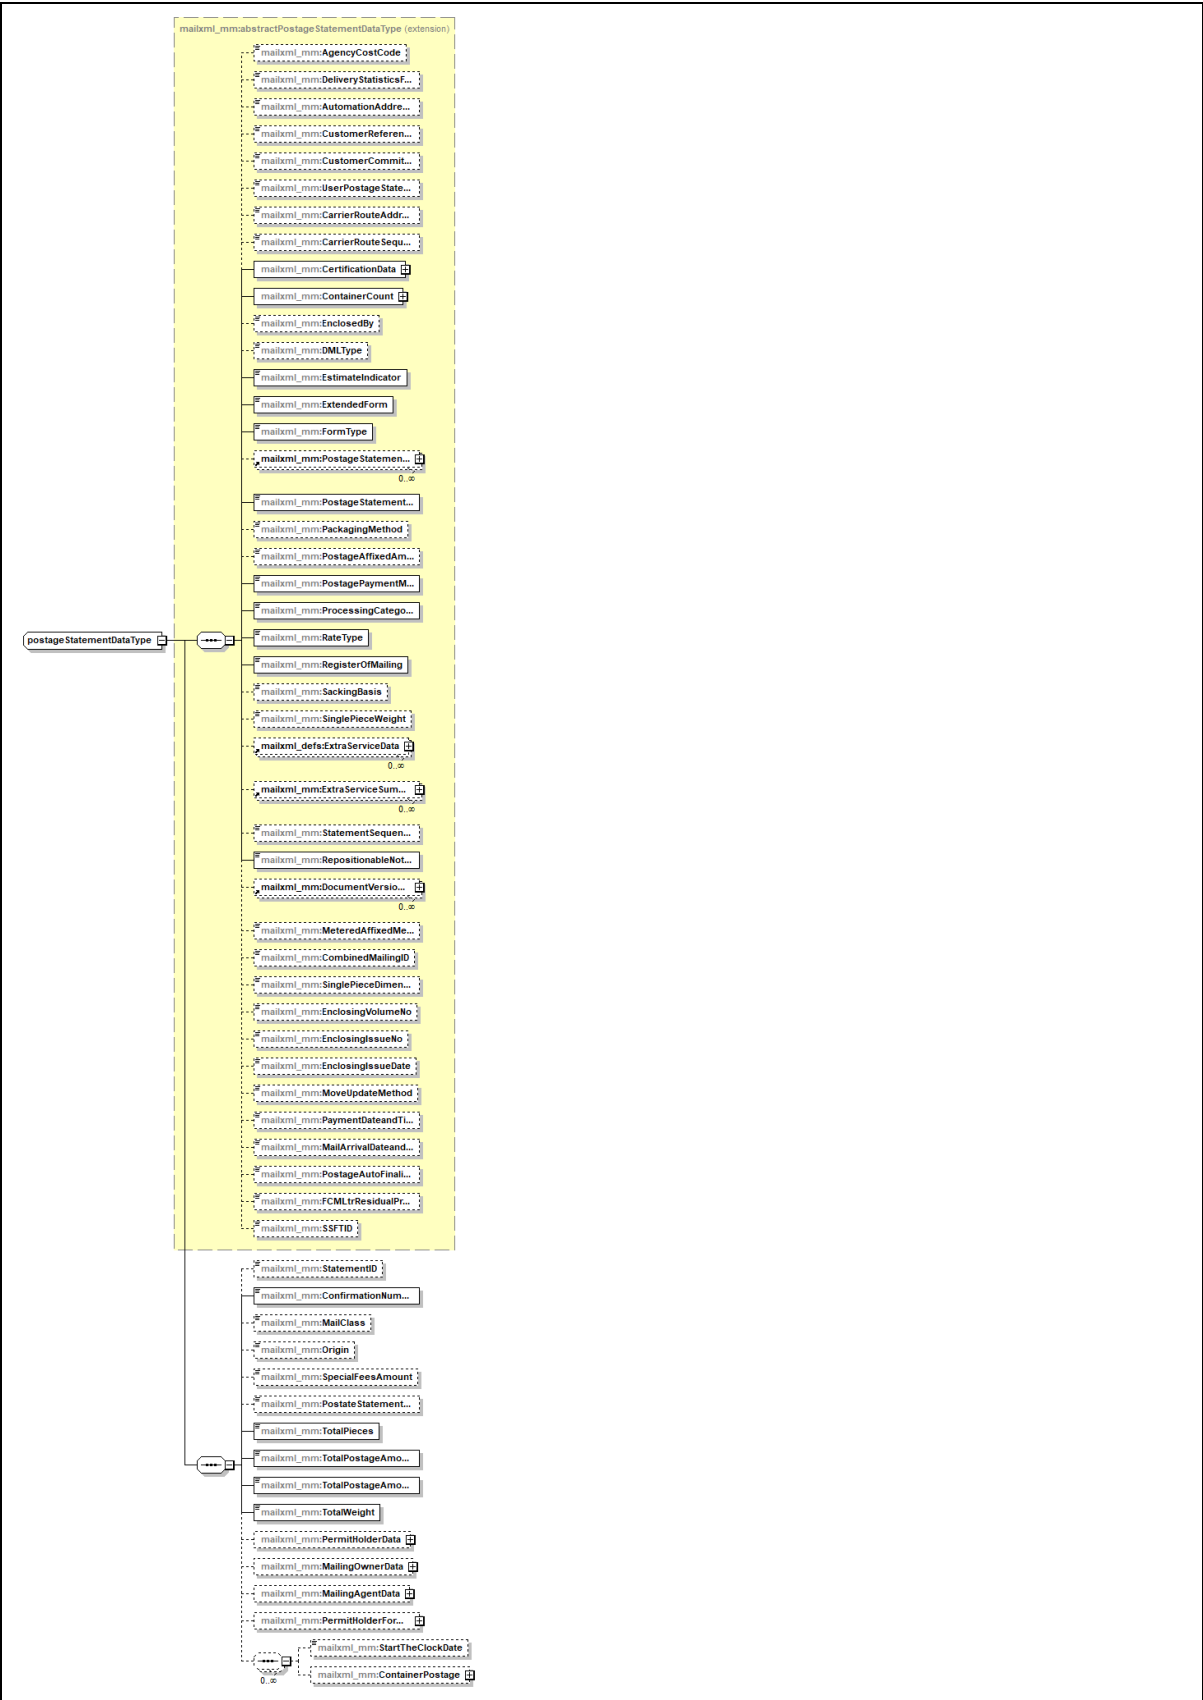 mailxml_mm:abstractPostageStatementDataType (extension)
mailxml_mm:AgencyCostCode
mailxml_mm:DeliveryStatisticsF...
mailxml_mm:AutomationAddre...
mailxml_mm:CustomerReferen...
mailxml_mm:CustomerCommit...
mailxml_mm:UserPostageState...
mailxml_mm:CarrierRouteAddr...
mailxml_mm:CarrierRouteSequ...
mailxml_mm:CertificationData
mailxml_mm:ContainerCount
mailxml_mm:EnclosedBy
mailxml_mm:DMLType
mailxml_mm:EstimateIndicator
mailxml_mm:ExtendedForm
mailxml_mm:FormType
mailxml_mm:PostageStatemen...
0..∞
mailxml_mm:PostageStatement...
mailxml_mm:PackagingMethod
mailxml_mm:PostageAffixedAm...
mailxml_mm:PostagePaymentM...
mailxml_mm:ProcessingCatego...
postageStatementDataType
mailxml_mm:RateType
mailxml_mm:RegisterOfMailing
mailxml_mm:SackingBasis
mailxml_mm:SinglePieceWeight
mailxml_defs:ExtraServiceData
0..∞
mailxml_mm:ExtraServiceSum...
0..∞
mailxml_mm:StatementSequen...
mailxml_mm:RepositionableNot...
mailxml_mm:DocumentVersio...
0..∞
mailxml_mm:MeteredAffixedMe...
mailxml_mm:CombinedMailingID
mailxml_mm:SinglePieceDimen...
mailxml_mm:EnclosingVolumeNo
mailxml_mm:EnclosingIssueNo
mailxml_mm:EnclosingIssueDate
mailxml_mm:MoveUpdateMethod
mailxml_mm:PaymentDateandTi...
mailxml_mm:MailArrivalDateand...
mailxml_mm:PostageAutoFinali...
mailxml_mm:FCMLtrResidualPr...
mailxml_mm:SSFTID
mailxml_mm:StatementID
mailxml_mm:ConfirmationNum...
mailxml_mm:MailClass
mailxml_mm:Origin
mailxml_mm:SpecialFeesAmount
mailxml_mm:PostateStatement...
mailxml_mm:TotalPieces
mailxml_mm:TotalPostageAmo...
mailxml_mm:TotalPostageAmo...
mailxml_mm:TotalWeight
mailxml_mm:PermitHolderData
mailxml_mm:MailingOwnerData
mailxml_mm:MailingAgentData
mailxml_mm:PermitHolderFor...
mailxml_mm:StartTheClockDate
mailxml_mm:ContainerPostage
0..∞